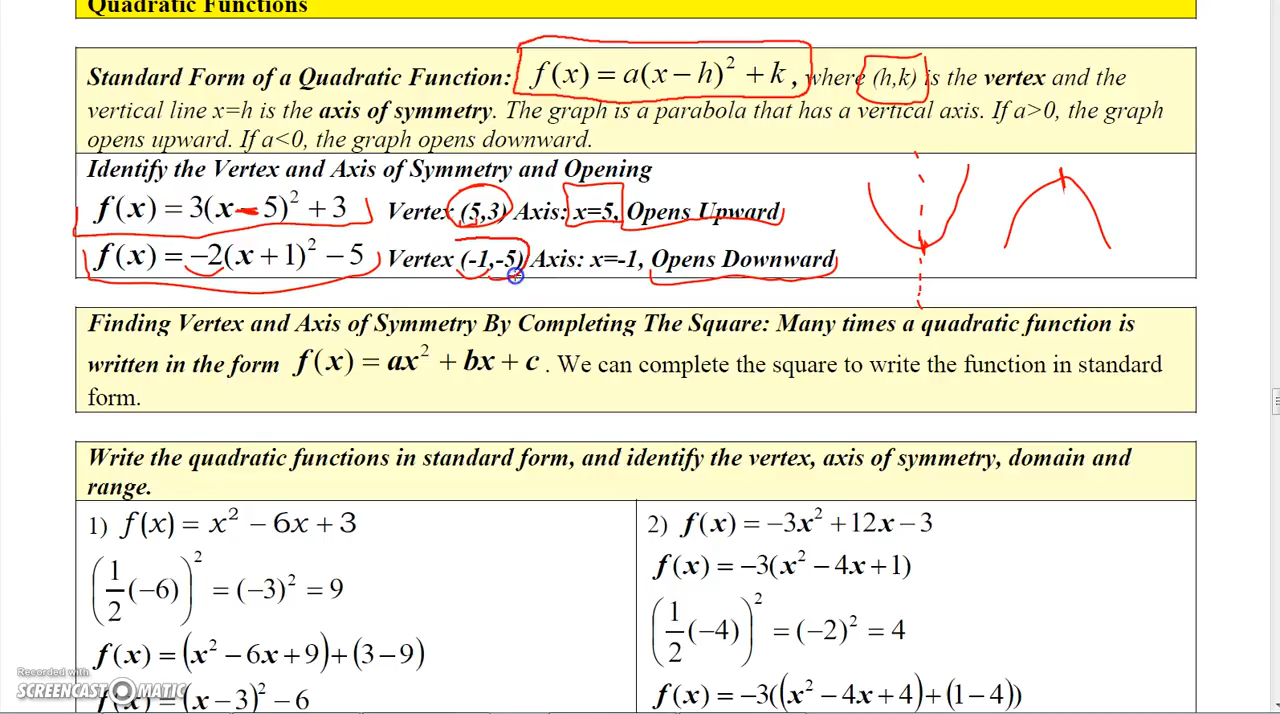 Quadratic Functions
Standard Form of a Quadratic Function: f(x) = a(x − h)² + k, where (h,k) is the vertex and the
vertical line x=h is the axis of symmetry. The graph is a parabola that has a vertical axis. If a>0, the graph
opens upward. If a<0, the graph opens downward.
Identify the Vertex and Axis of Symmetry and Opening
f(x) = 3(x − 5)² + 3 Vertex (5,3) Axis: x=5, Opens Upward
f(x) = −2(x + 1)² − 5 Vertex (-1,-5) Axis: x=-1, Opens Downward
Finding Vertex and Axis of Symmetry By Completing The Square: Many times a quadratic function is
written in the form f(x) = ax² + bx + c. We can complete the square to write the function in standard
form.
Write the quadratic functions in standard form, and identify the vertex, axis of symmetry, domain and
range.
1) f(x) = x² − 6x + 3
(1/2(−6))² = (−3)² = 9
f(x) = (x² − 6x + 9) + (3 − 9)
f(x) = (x − 3)² − 6
2) f(x) = −3x² + 12x − 3
f(x) = −3(x² − 4x + 1)
(1/2(−4))² = (−2)² = 4
f(x) = −3((x² − 4x + 4) + (1 − 4))
Recorded with
SCREENCAST MATIC